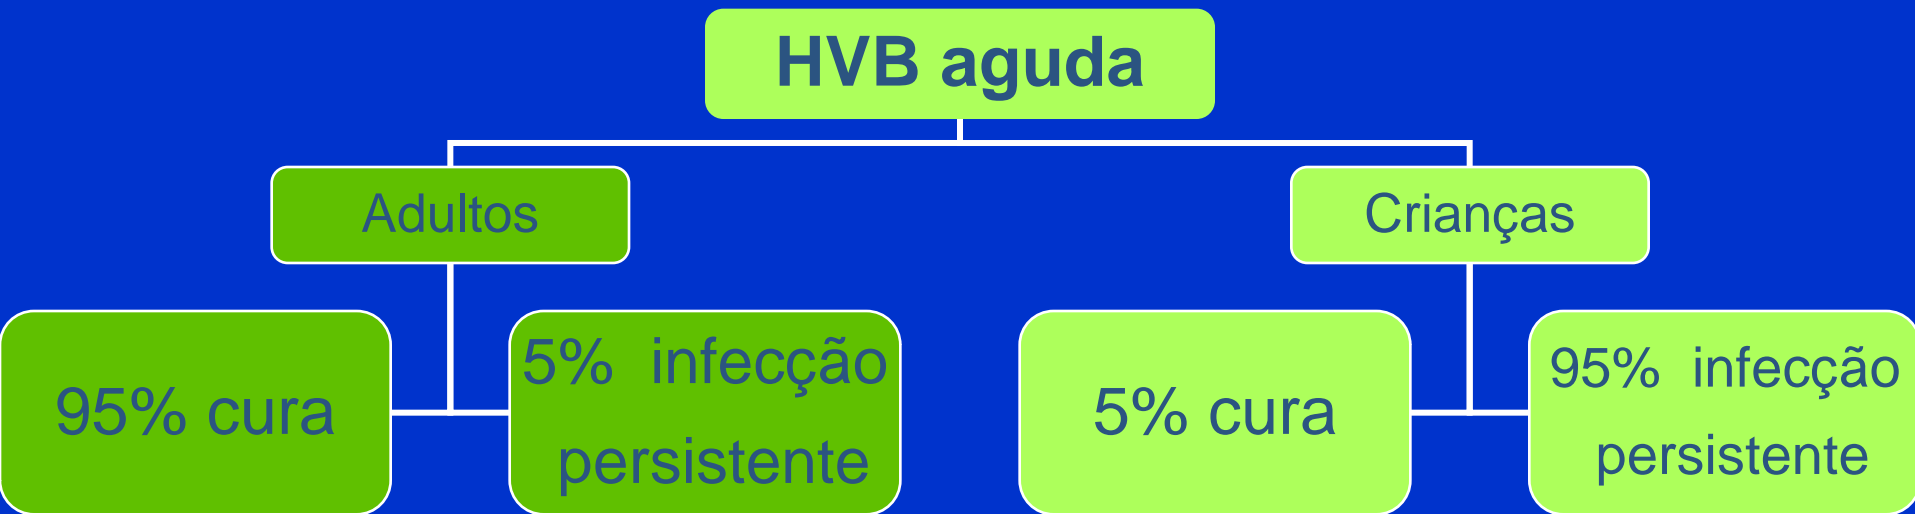 HVB aguda
Adultos
Crianças
95% cura
5% infecção
persistente
5% cura
95% infecção
persistente